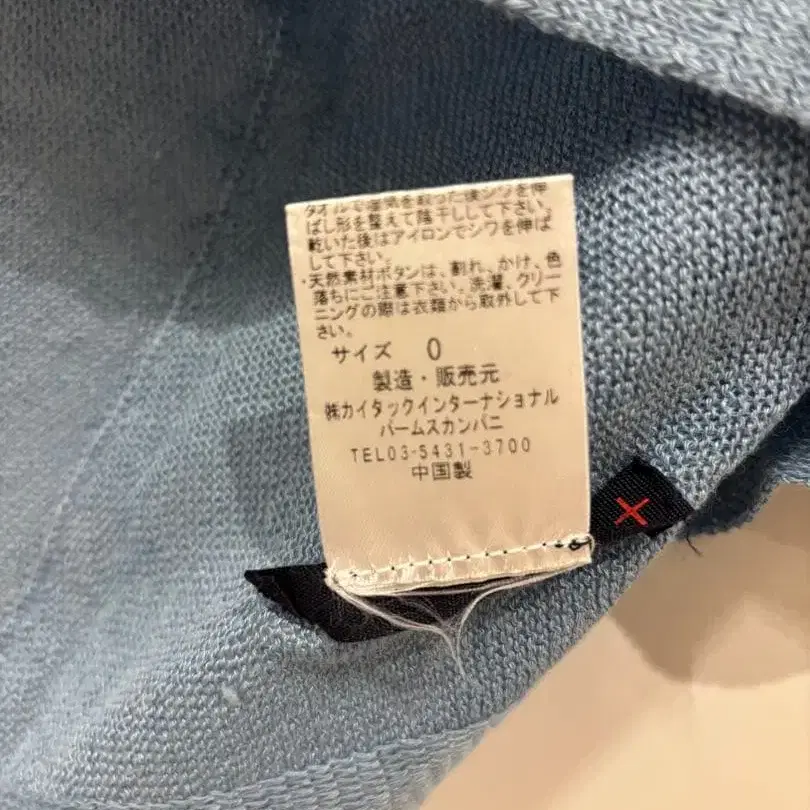 タオルで湿気を取った後シワを伸
ばし形を整えて陰干しして下さい。
乾いた後はアイロンでシワを伸ば
して下さい。
・天然素材ボタンは、割れ、かけ、色
落ちにご注意下さい。洗濯、クリー
ニングの際は衣類から取外して下
さい。
サイズ 0
製造・販売元
㈱カイタックインターナショナル
バームスカンパニ
TEL03-5431-3700
中国製